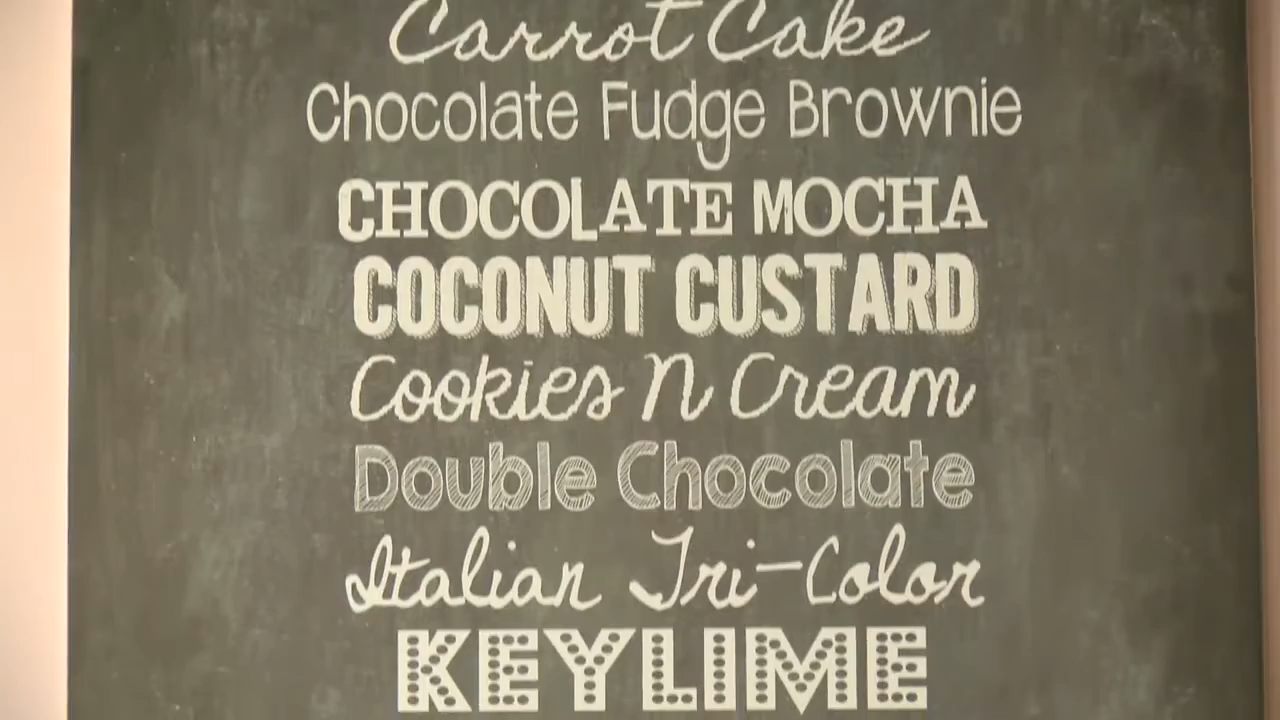 Carrot Cake
Chocolate Fudge Brownie
CHOCOLATE MOCHA
COCONUT CUSTARD
Cookies N Cream
Double Chocolate
Italian Tri-Color
KEYLIME